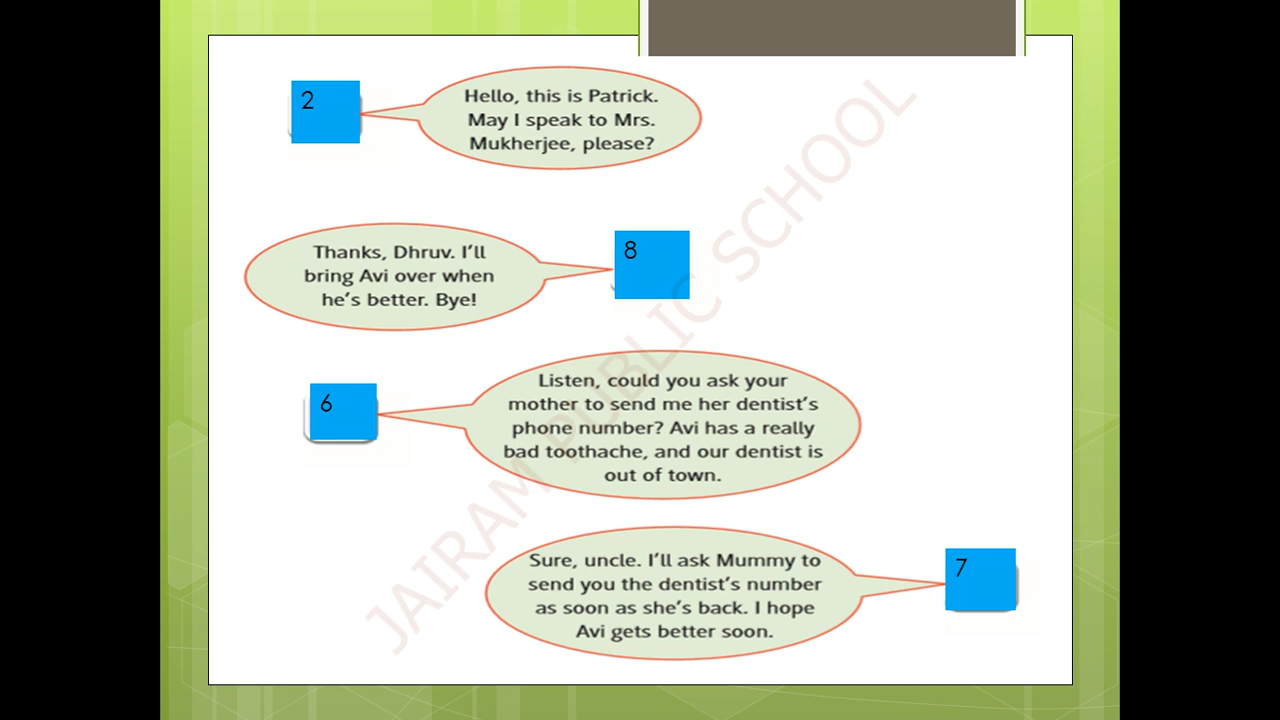 2
Hello, this is Patrick.
May I speak to Mrs.
Mukherjee, please?
Thanks, Dhruv. I'll
bring Avi over when
he's better. Bye!
8
6
Listen, could you ask your
mother to send me her dentist's
phone number? Avi has a really
bad toothache, and our dentist is
out of town.
Sure, uncle. I'll ask Mummy to
send you the dentist's number
as soon as she's back. I hope
Avi gets better soon.
7
JAIRAM PUBLIC SCHOOL